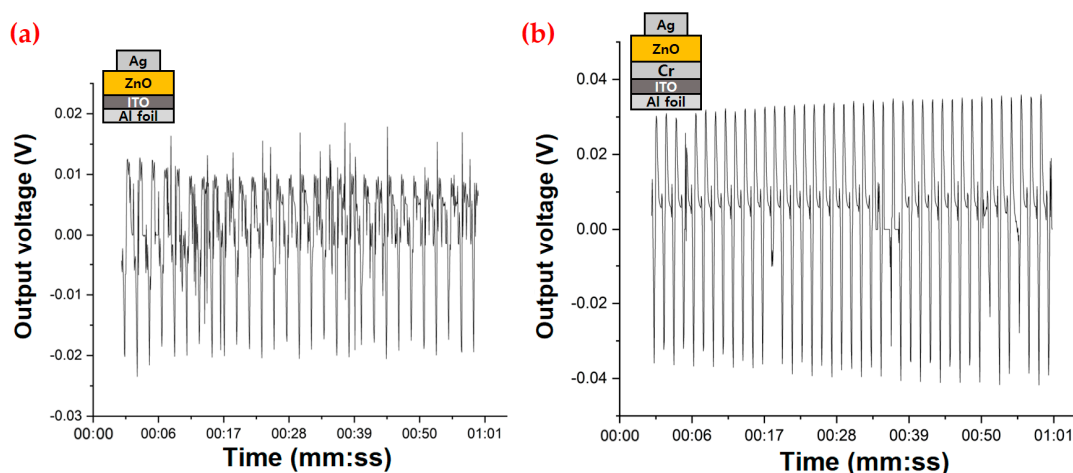 (a)
Ag
ZnO
ITO
Al foil
Output voltage (V)
0.02
0.01
0.00
-0.01
-0.02
-0.03
00:00 00:06 00:17 00:28 00:39 00:50 01:01
Time (mm:ss)
(b)
Ag
ZnO
Cr
ITO
Al foil
Output voltage (V)
0.04
0.02
0.00
-0.02
-0.04
00:00 00:06 00:17 00:28 00:39 00:50 01:01
Time (mm:ss)